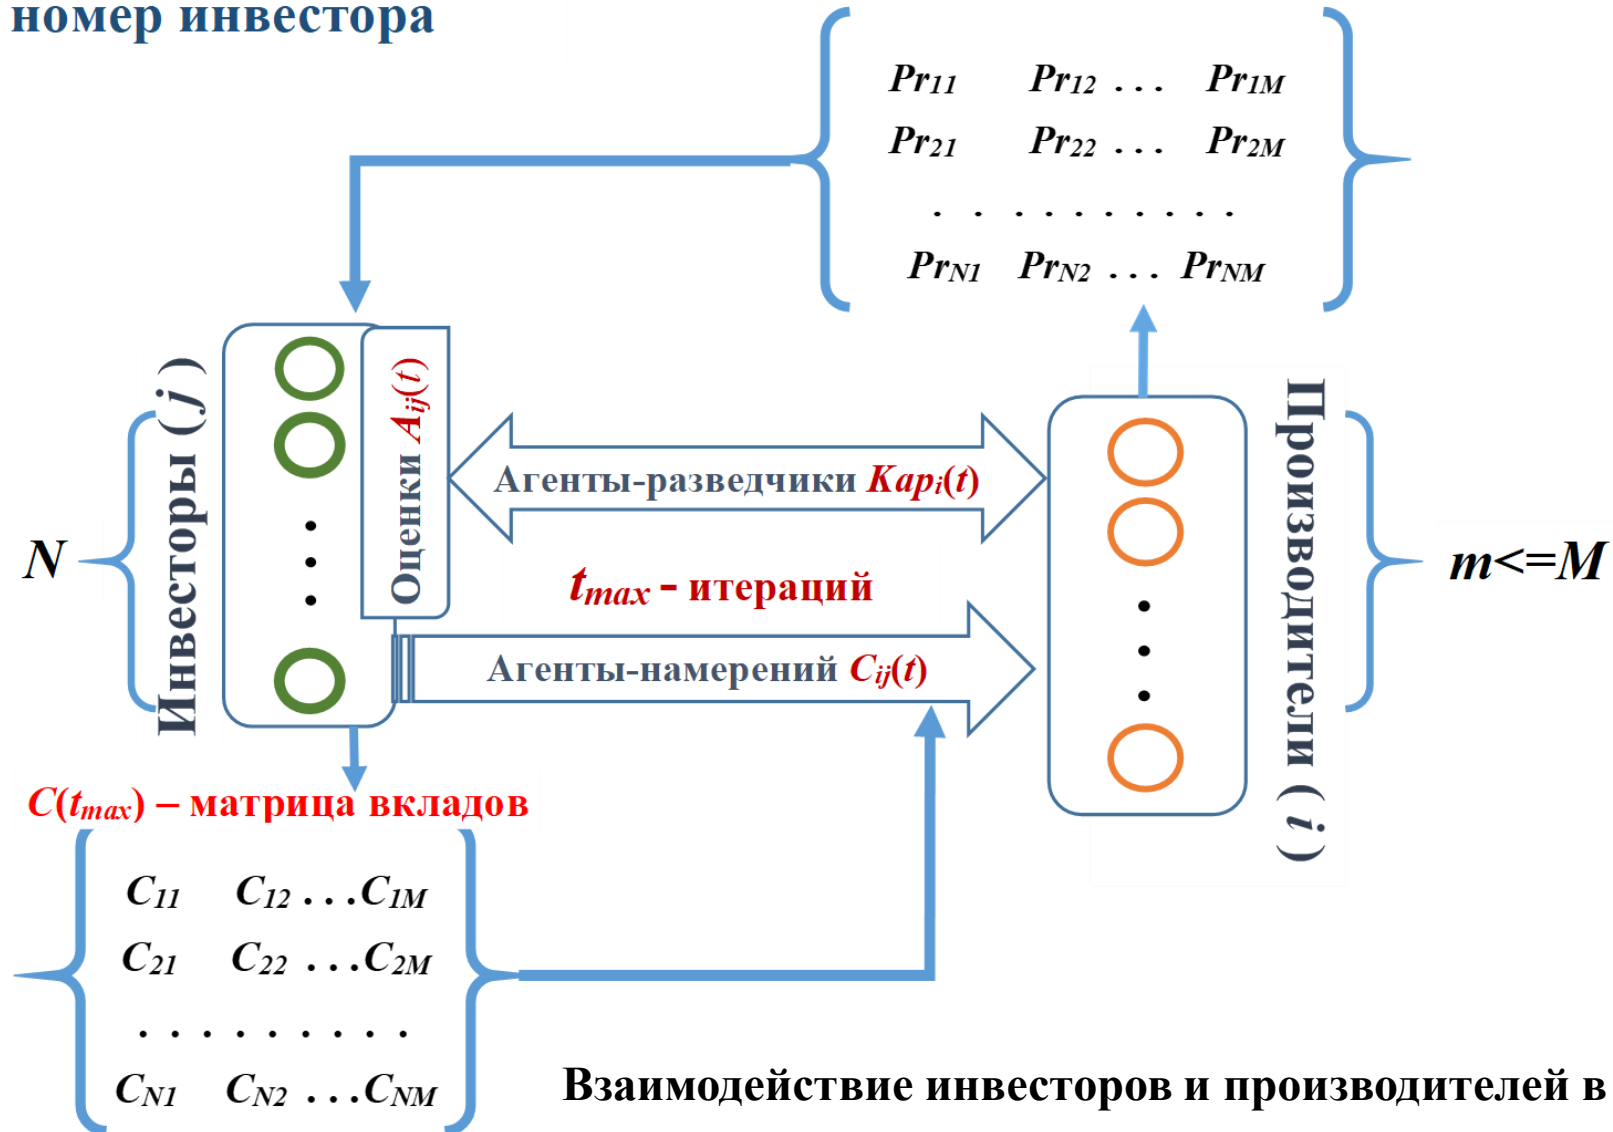 номер инвестора
Pr11 Pr12 ... Pr1M
Pr21 Pr22 ... Pr2M
. . . . . . . . . .
PrN1 PrN2 ... PrNM
Инвесторы (j)
Оценки Aij(t)
N
Агенты-разведчики Kapi(t)
tmax - итераций
Агенты-намерений Cij(t)
Производители (i)
m<=M
C(tmax) – матрица вкладов
C11 C12 ...C1M
C21 C22 ...C2M
. . . . . . . . .
CN1 CN2 ...CNM
Взаимодействие инвесторов и производителей в